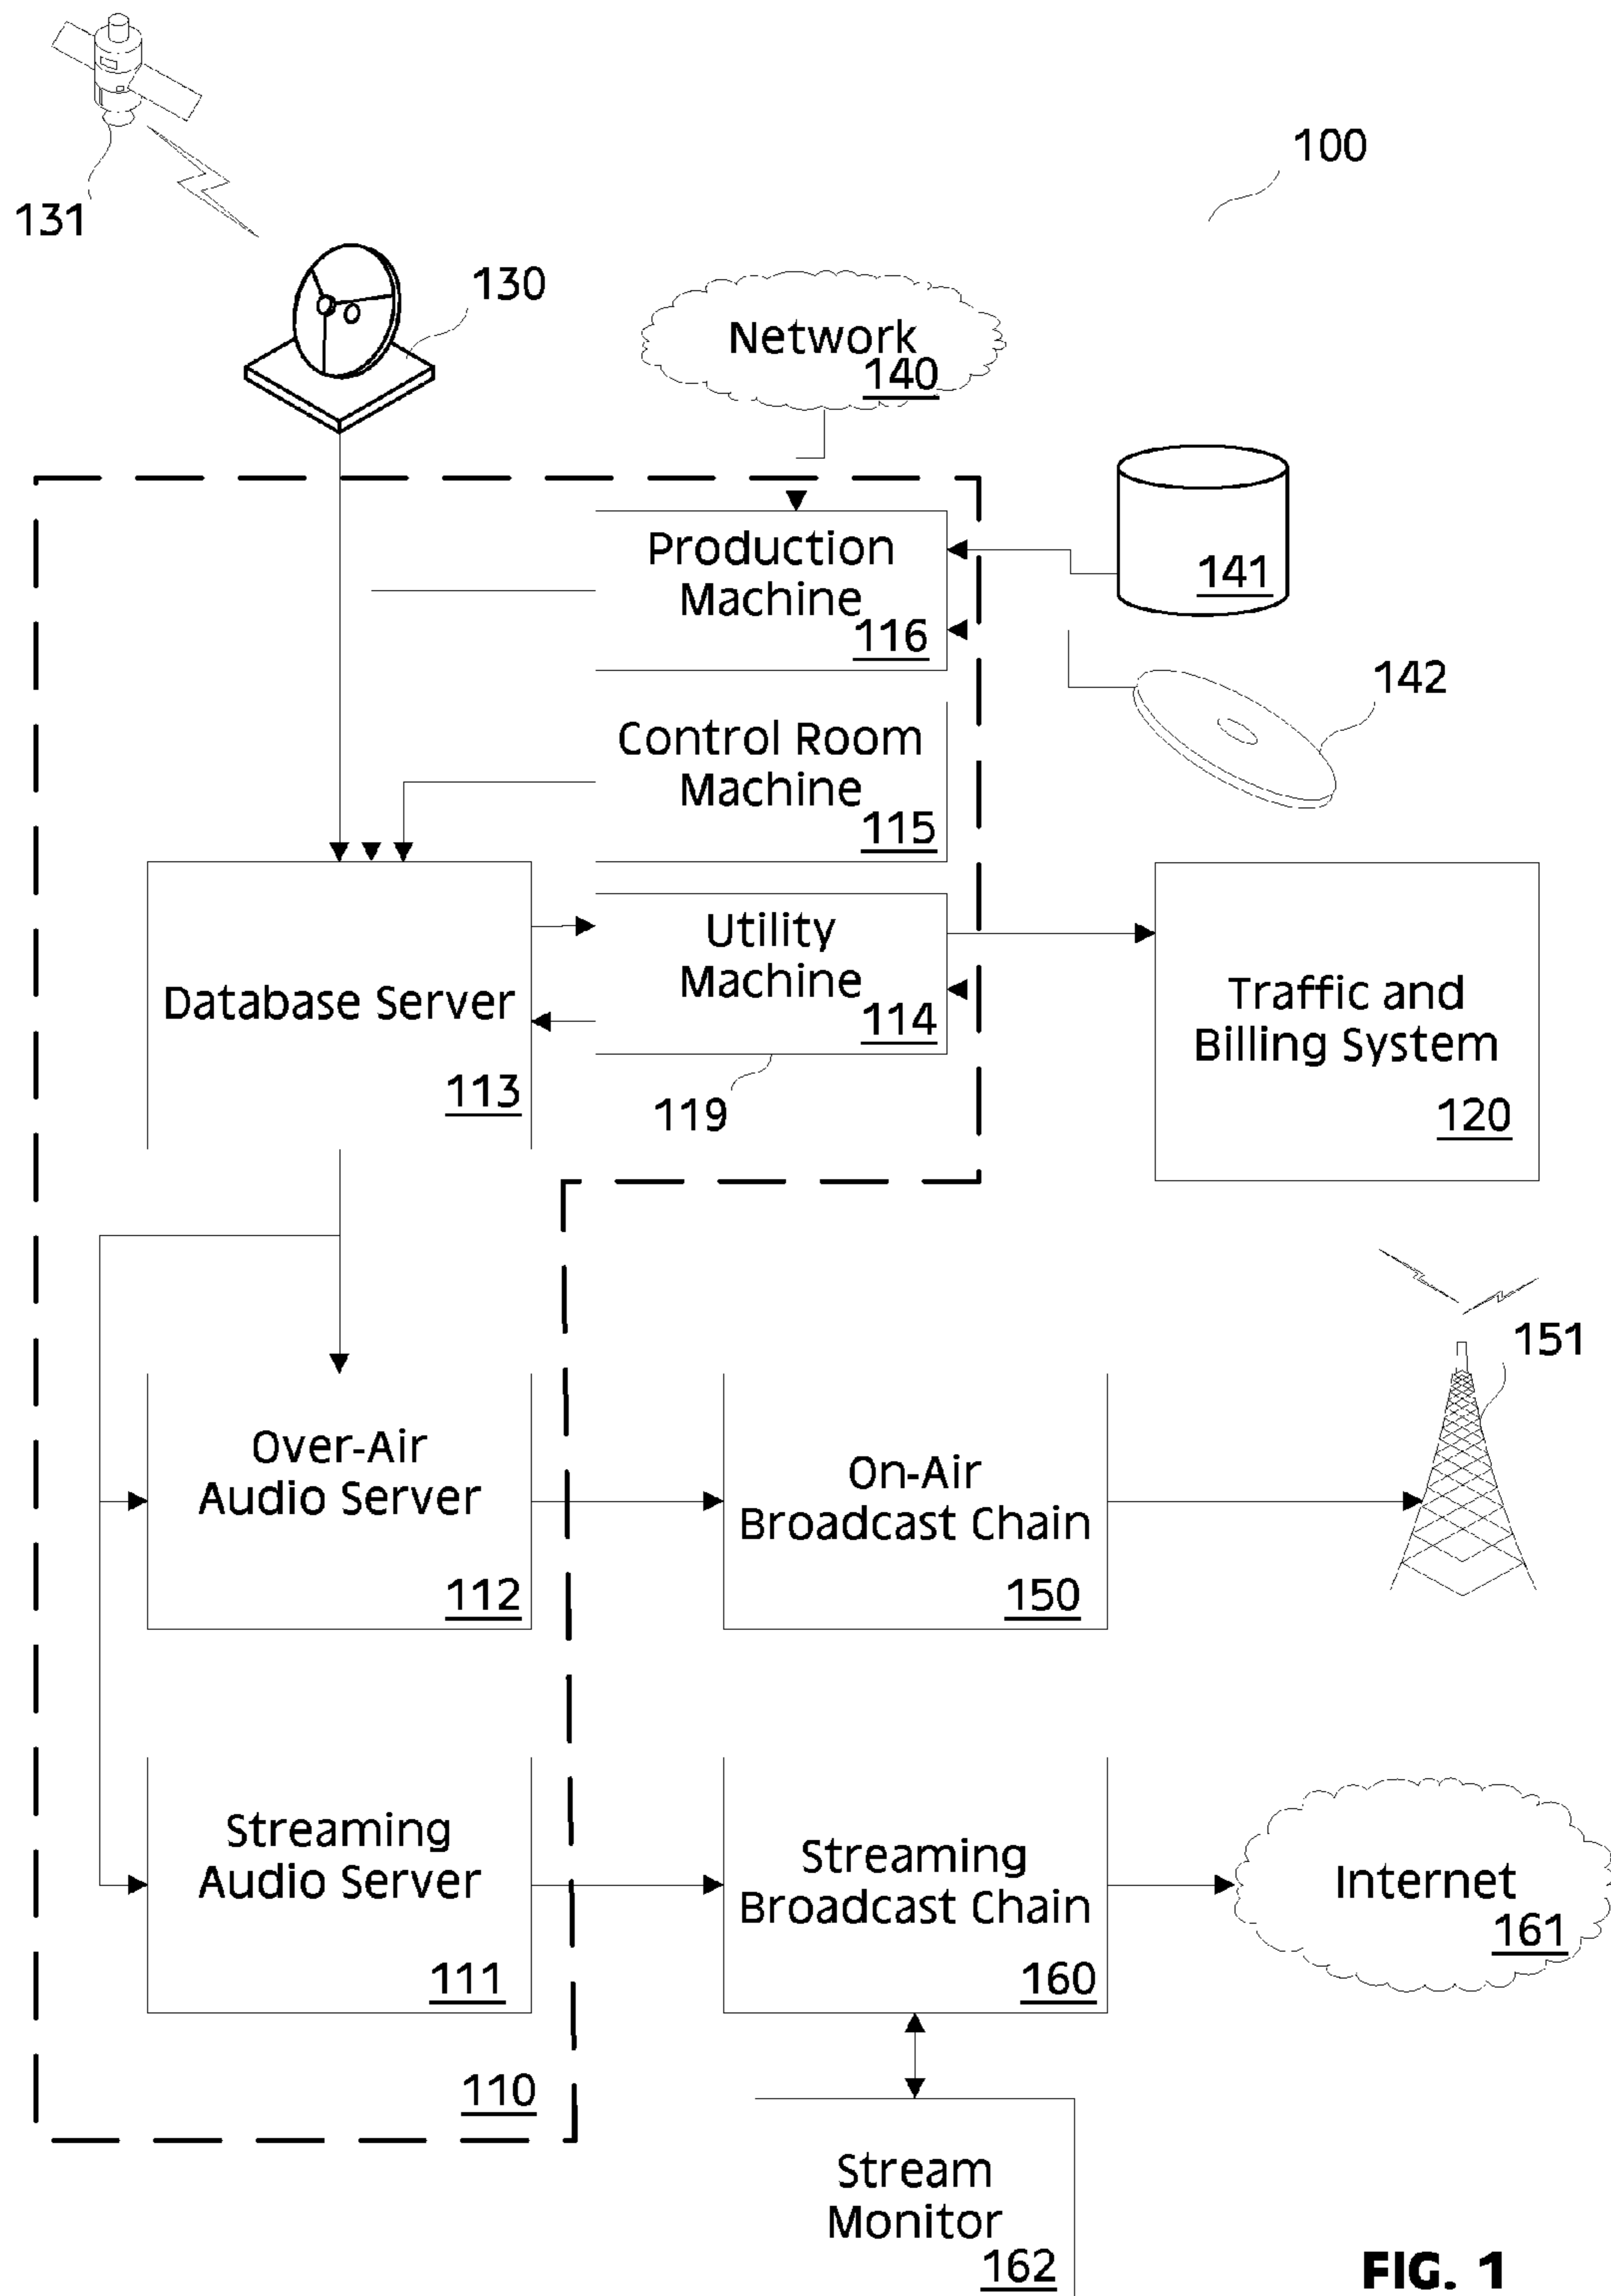 100
131
130
Network
140
Production
Machine
116
141
142
Control Room
Machine
115
Utility
Machine
114
Database Server
113
119
Traffic and
Billing System
120
151
Over-Air
Audio Server
112
On-Air
Broadcast Chain
150
Streaming
Audio Server
111
Streaming
Broadcast Chain
160
Internet
161
110
Stream
Monitor
162
FIG. 1